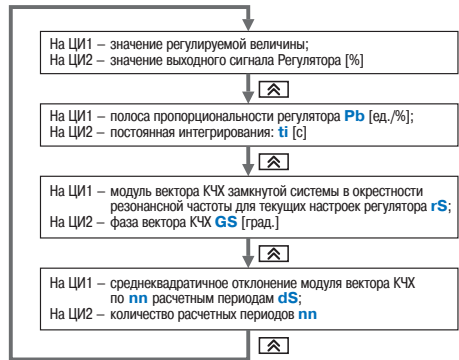 На ЦИ1 – значение регулируемой величины;
На ЦИ2 – значение выходного сигнала Регулятора [%]
На ЦИ1 – полоса пропорциональности регулятора Pb [ед./%];
На ЦИ2 – постоянная интегрирования: ti [с]
На ЦИ1 – модуль вектора КЧХ замкнутой системы в окрестности
резонансной частоты для текущих настроек регулятора rS;
На ЦИ2 – фаза вектора КЧХ GS [град.]
На ЦИ1 – среднеквадратичное отклонение модуля вектора КЧХ
по nn расчетным периодам dS;
На ЦИ2 – количество расчетных периодов nn